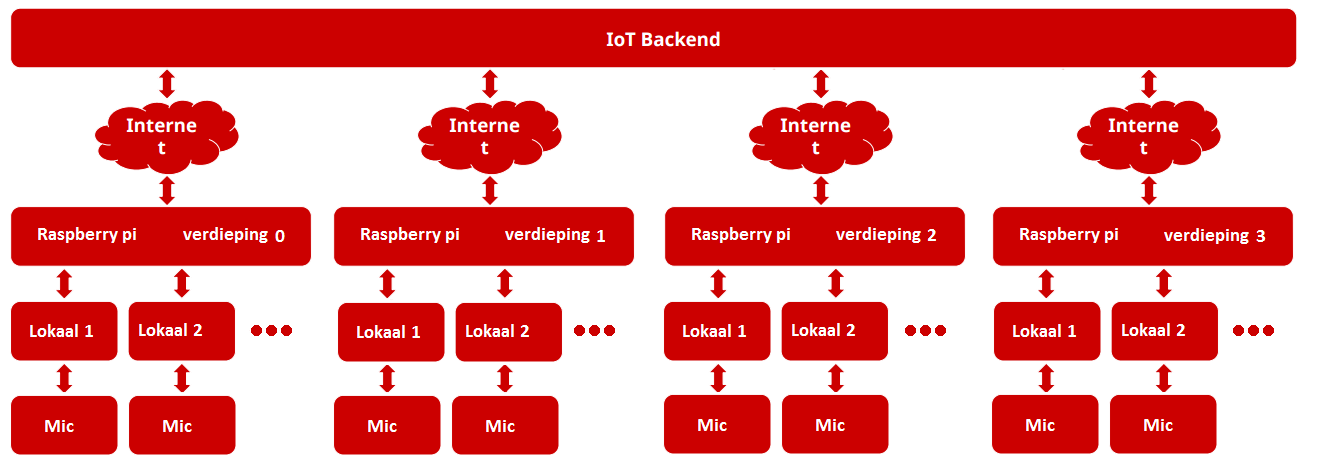 IoT Backend
Interne
t
Interne
t
Interne
t
Interne
t
Raspberry pi verdieping 0
Raspberry pi verdieping 1
Raspberry pi verdieping 2
Raspberry pi verdieping 3
Lokaal 1
Lokaal 2
Lokaal 1
Lokaal 2
Lokaal 1
Lokaal 2
Lokaal 1
Lokaal 2
Mic
Mic
Mic
Mic
Mic
Mic
Mic
Mic